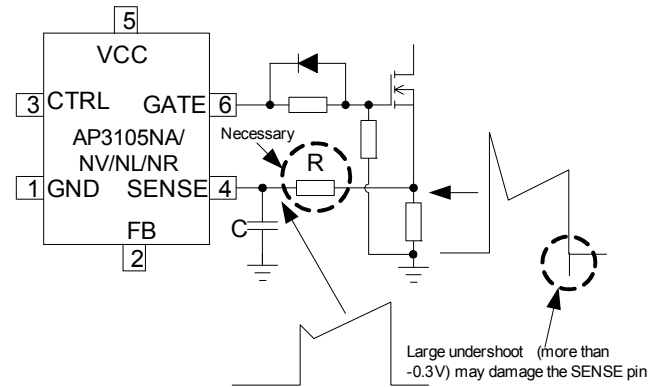 5
VCC
3 CTRL GATE 6
AP3105NA/
NV/NL/NR
Necessary
R
1 GND SENSE 4
C
FB
2
Large undershoot (more than
-0.3V) may damage the SENSE pin